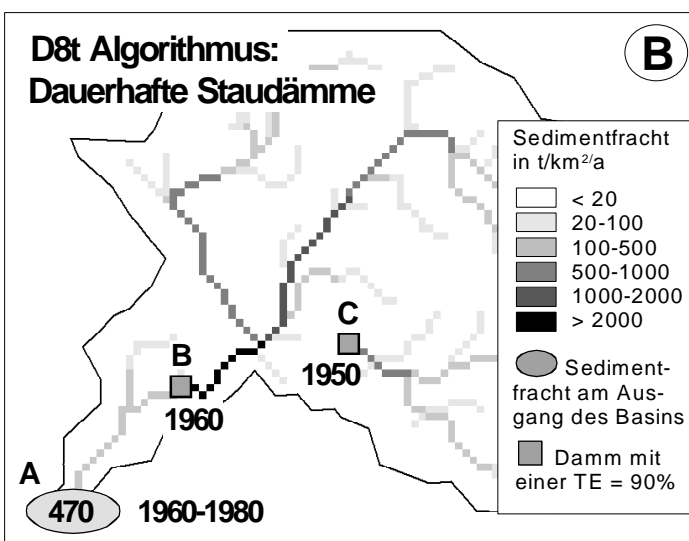 D8t Algorithmus:
Dauerhafte Staudämme
B
Sedimentfracht
in t/km²/a
< 20
20-100
100-500
500-1000
1000-2000
> 2000
Sediment-
fracht am Aus-
gang des Basins
Damm mit
einer TE = 90%
C
1950
B
1960
A
470
1960-1980